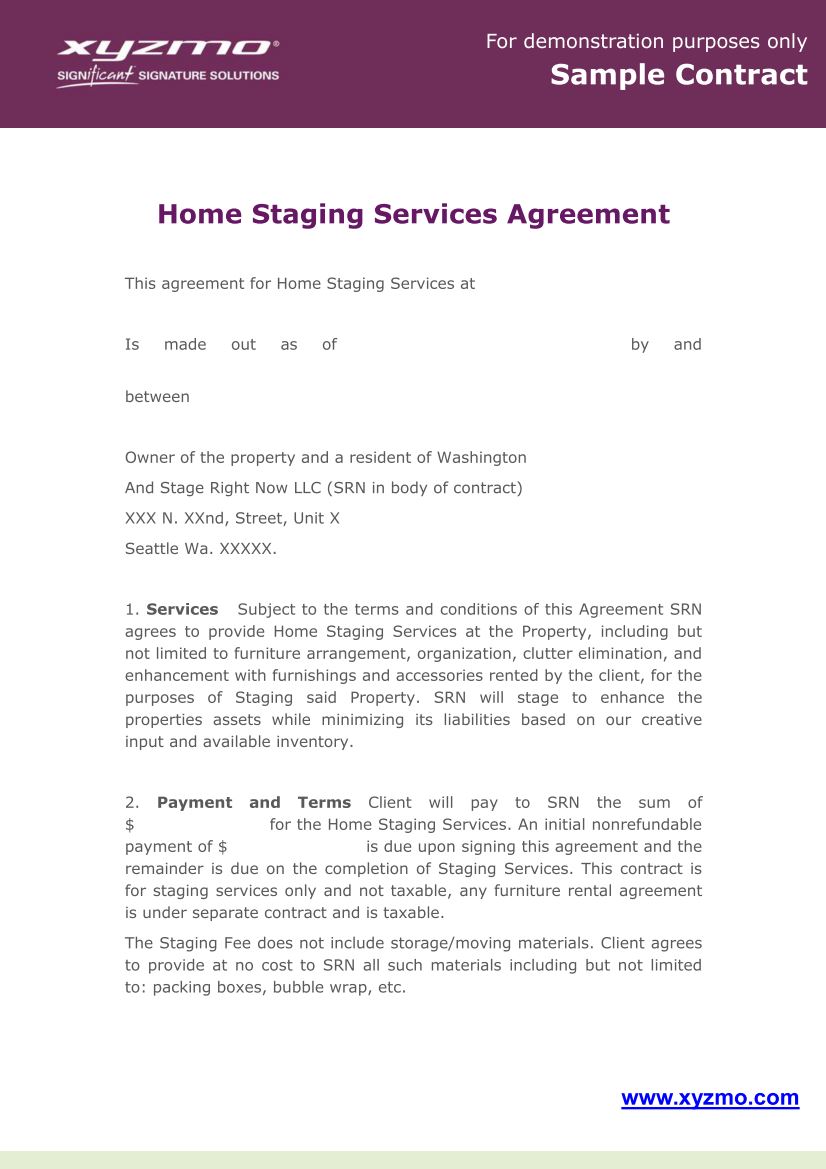 xyzmo®
SIGNificant SIGNATURE SOLUTIONS
For demonstration purposes only
Sample Contract
Home Staging Services Agreement
This agreement for Home Staging Services at
Is made out as of by and
between
Owner of the property and a resident of Washington
And Stage Right Now LLC (SRN in body of contract)
XXX N. XXnd, Street, Unit X
Seattle Wa. XXXXX.
1. Services Subject to the terms and conditions of this Agreement SRN
agrees to provide Home Staging Services at the Property, including but
not limited to furniture arrangement, organization, clutter elimination, and
enhancement with furnishings and accessories rented by the client, for the
purposes of Staging said Property. SRN will stage to enhance the
properties assets while minimizing its liabilities based on our creative
input and available inventory.
2. Payment and Terms Client will pay to SRN the sum of
$ for the Home Staging Services. An initial nonrefundable
payment of $ is due upon signing this agreement and the
remainder is due on the completion of Staging Services. This contract is
for staging services only and not taxable, any furniture rental agreement
is under separate contract and is taxable.
The Staging Fee does not include storage/moving materials. Client agrees
to provide at no cost to SRN all such materials including but not limited
to: packing boxes, bubble wrap, etc.
www.xyzmo.com